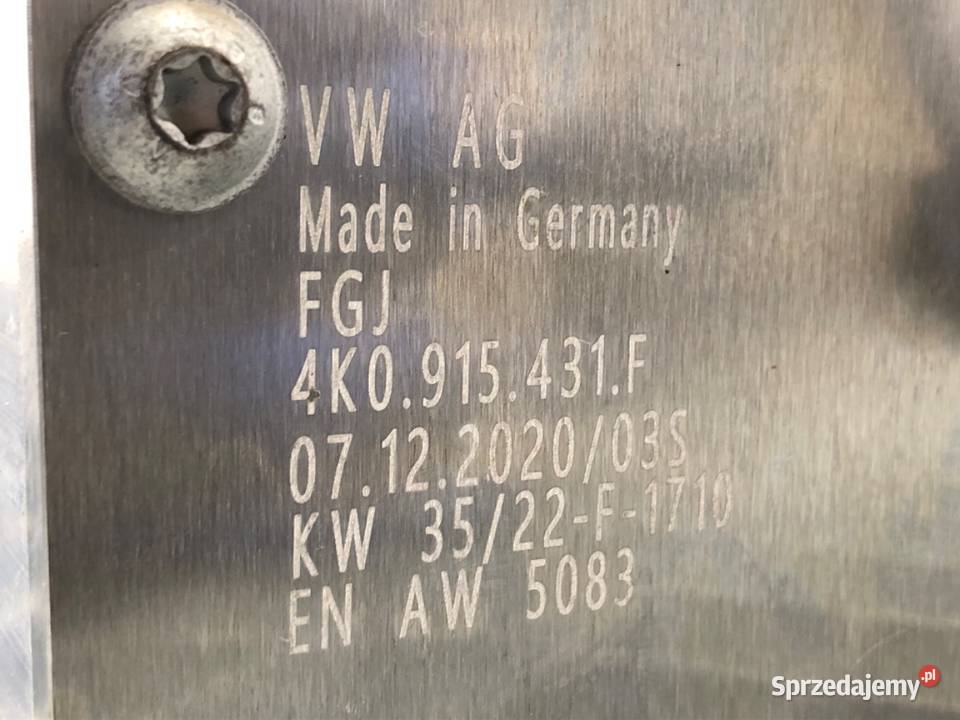 VW AG
Made in Germany
FGJ
4K0.915.431.F
07.12.2020/03S
KW 35/22-F-1710
EN AW 5083
Sprzedajemy.pl